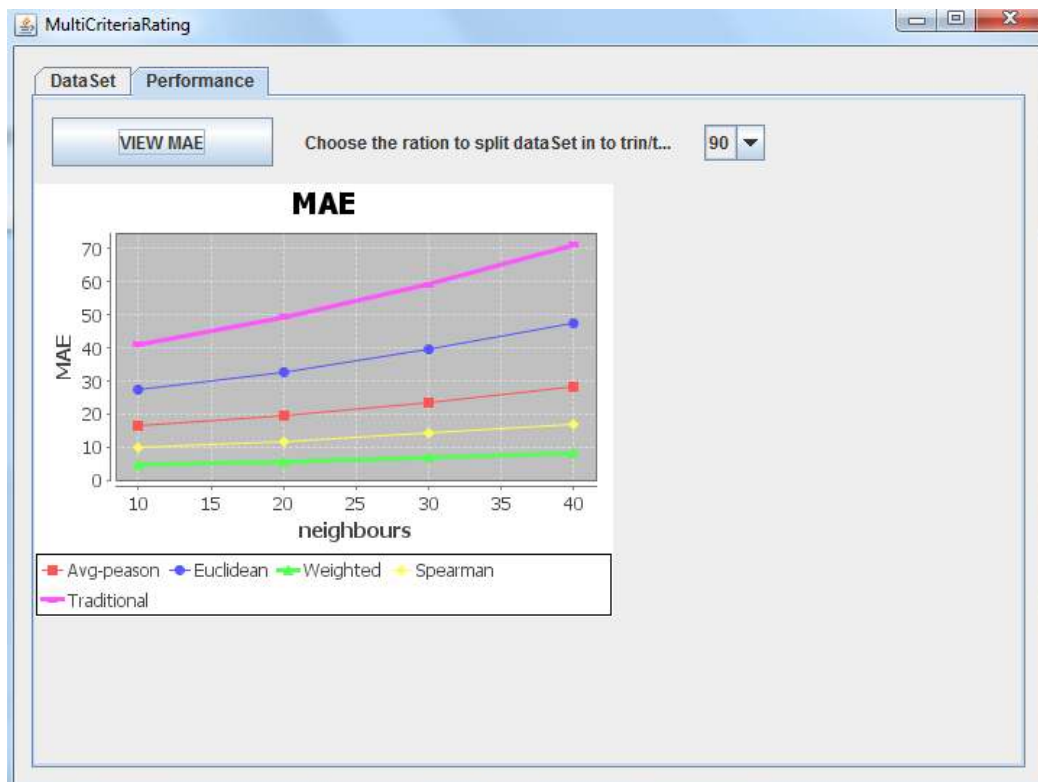 MultiCriteriaRating
DataSet Performance
VIEW MAE Choose the ration to split dataSet in to trin/t... 90
MAE
70
60
50
40
30
20
10
0
MAE
10 15 20 25 30 35 40
neighbours
Avg-peason Euclidean Weighted Spearman
Traditional